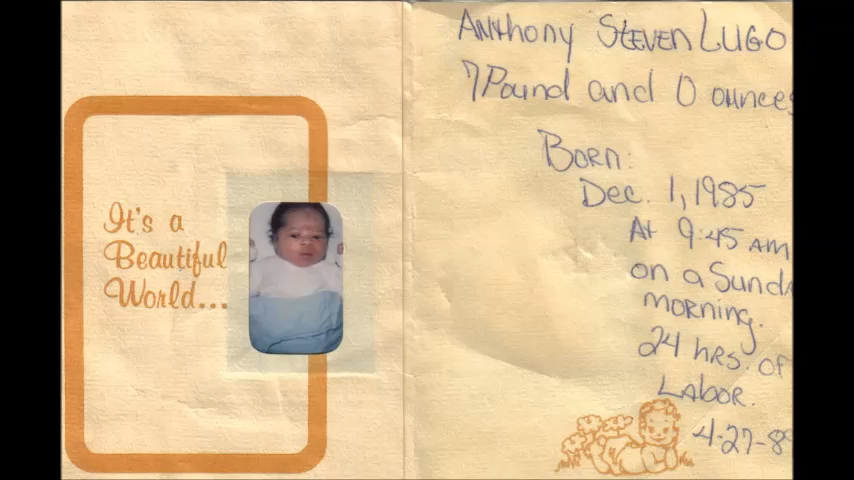 It's a
Beautiful
World...
ANthony STEVEN LUGO
7 Pound and 0 ounces
BORN:
Dec. 1, 1985
At 9:45 AM
on a Sund
morning.
24 hRS. OF
LABOR.
4-27-8